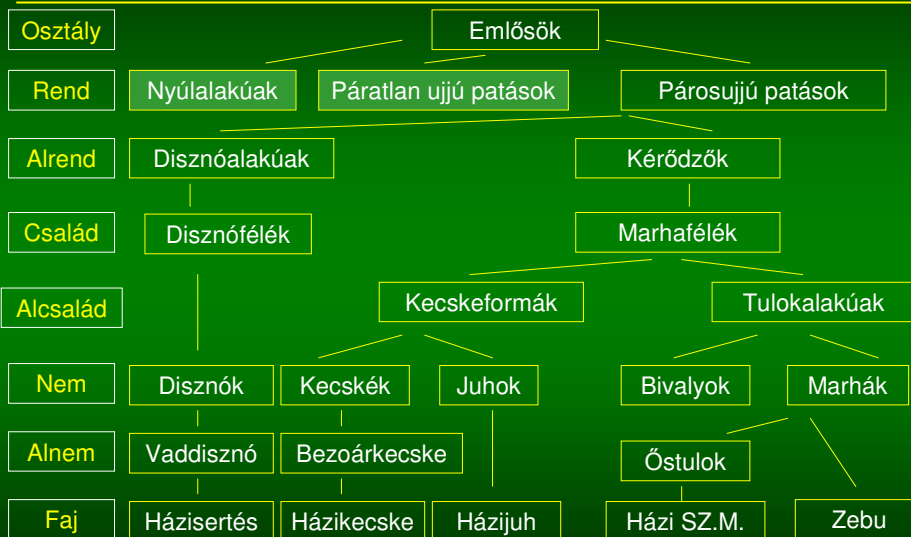 Osztály Emlősök
Rend Nyúlalakúak Páratlan ujjú patások Párosujjú patások
Alrend Disznóalakúak Kérődzők
Család Disznófélék Marhafélék
Alcsalád Kecskeformák Tulokalakúak
Nem Disznók Kecskék Juhok Bivalyok Marhák
Alnem Vaddisznó Bezoárkecske Őstulok
Faj Házisertés Házikecske Házijuh Házi SZ.M. Zebu